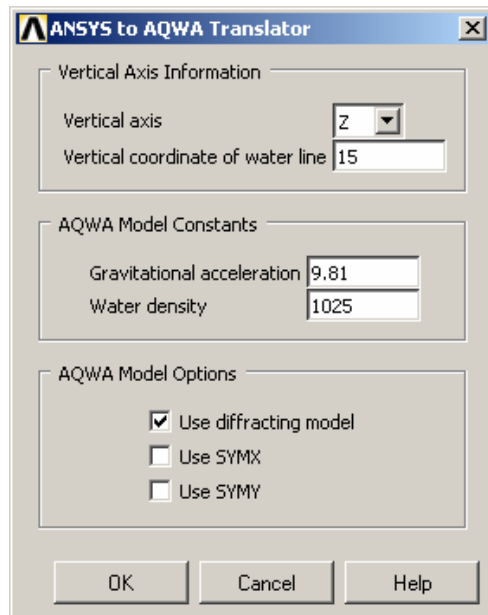 ANSYS to AQWA Translator
Vertical Axis Information
Vertical axis Z
Vertical coordinate of water line 15
AQWA Model Constants
Gravitational acceleration 9.81
Water density 1025
AQWA Model Options
Use diffracting model
Use SYMX
Use SYMY
OK Cancel Help